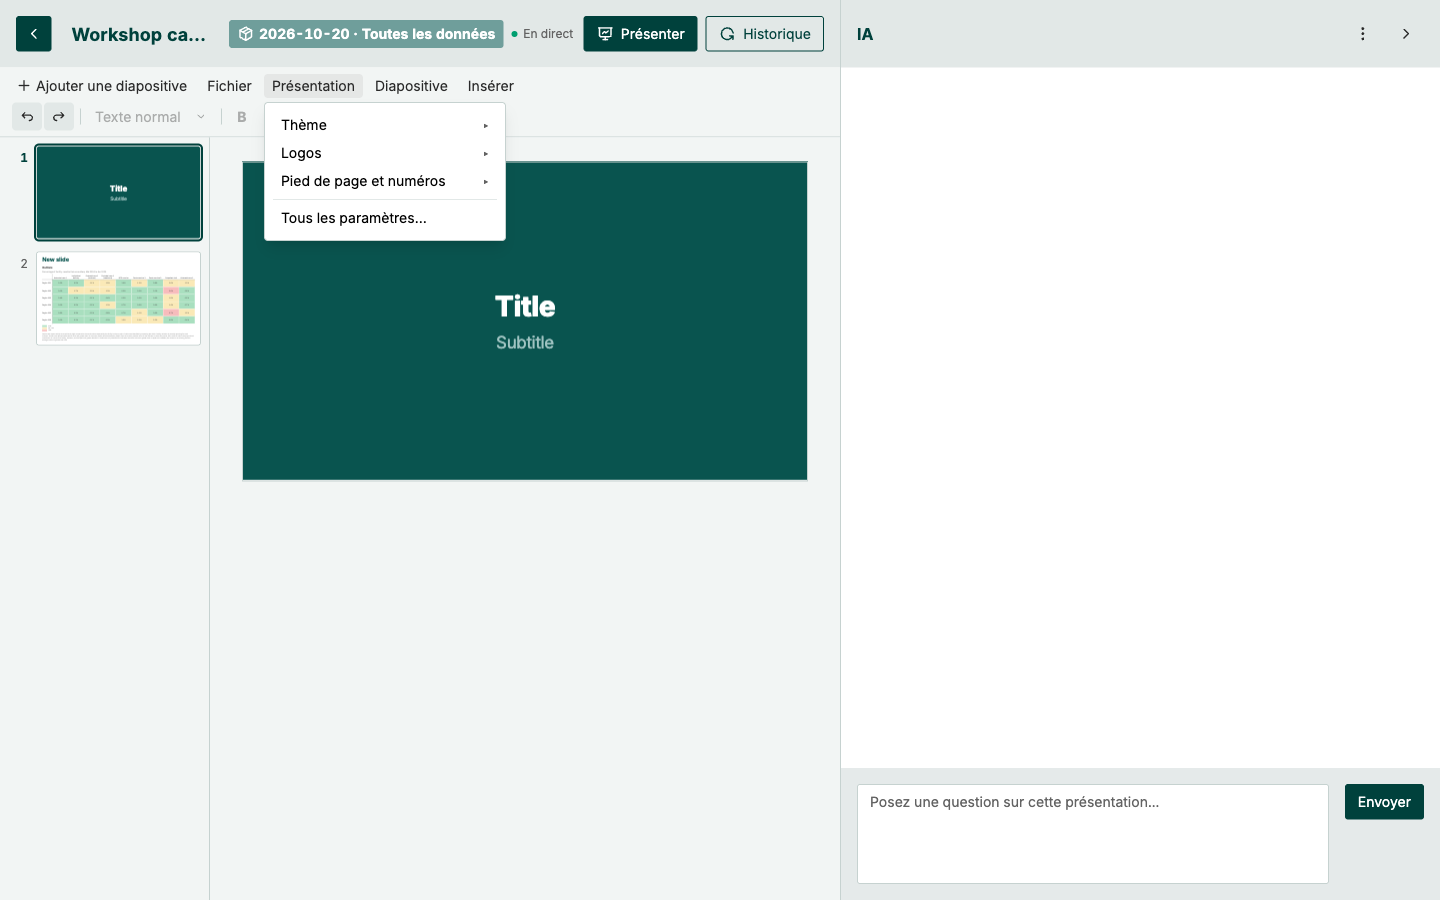 Workshop ca...
2026-10-20 · Toutes les données
En direct
Présenter
Historique
IA
Ajouter une diapositive
Fichier
Présentation
Diapositive
Insérer
Texte normal
B
Thème
Logos
Pied de page et numéros
Tous les paramètres...
1
Title
Subtitle
2
New slide
Title
Subtitle
Posez une question sur cette présentation...
Envoyer